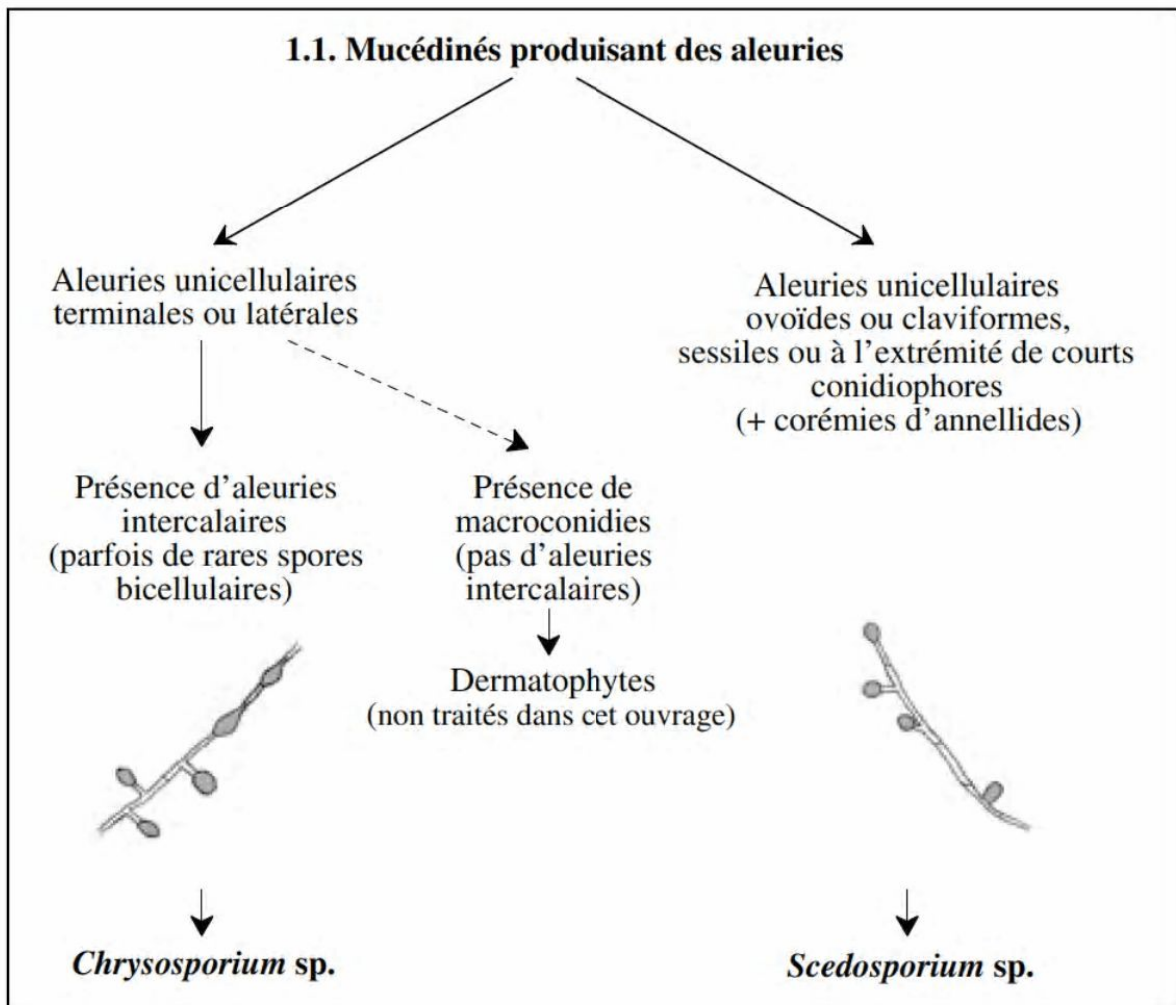 1.1. Mucédinés produisant des aleuries
Aleuries unicellulaires
terminales ou latérales
Aleuries unicellulaires
ovoïdes ou claviformes,
sessiles ou à l’extrémité de courts
conidiophores
(+ corémies d’annellides)
Présence d’aleuries
intercalaires
(parfois de rares spores
bicellulaires)
Présence de
macroconidies
(pas d’aleuries
intercalaires)
Dermatophytes
(non traités dans cet ouvrage)
Chrysosporium sp.
Scedosporium sp.